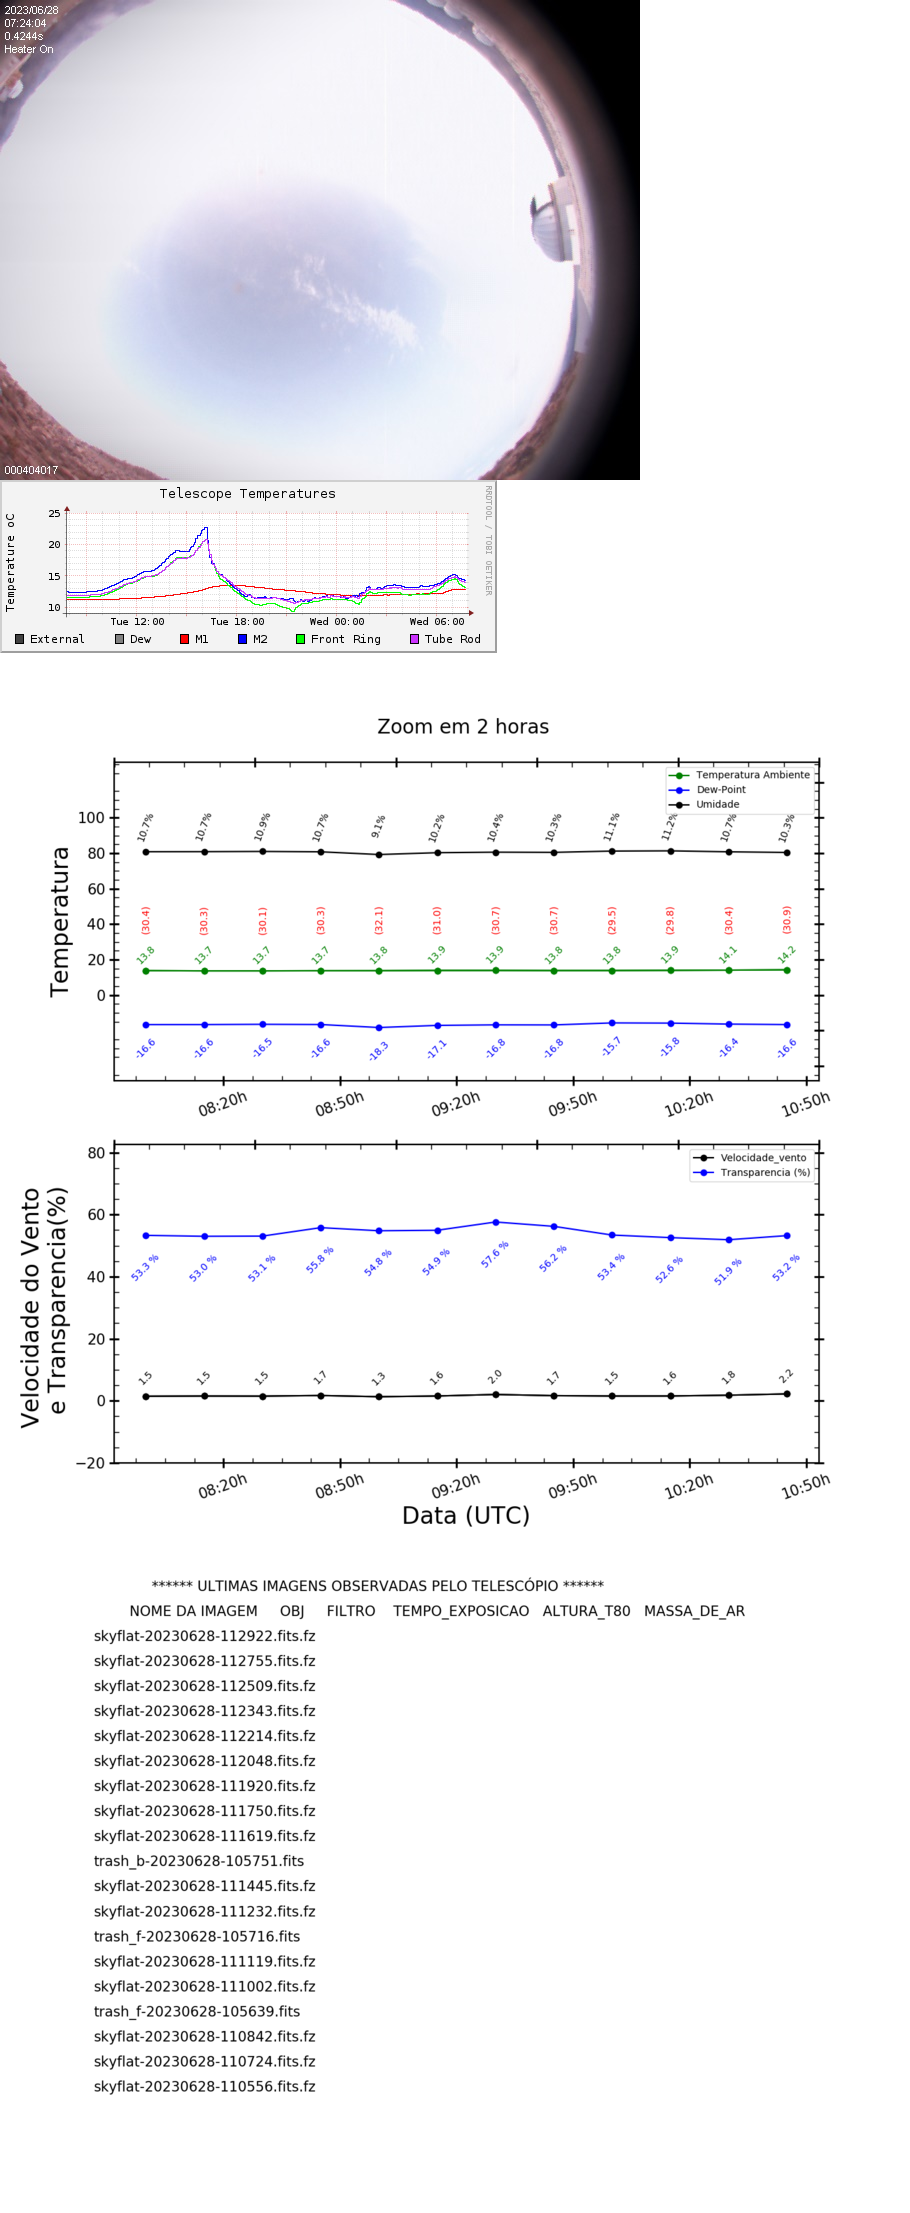 2023/06/28
07:24:04
0.4244s
Heater On
000404017
Telescope Temperatures
RRDTOOL / TOBI OETIKER
Temperature oC
25
20
15
10
Tue 12:00 Tue 18:00 Wed 00:00 Wed 06:00
External Dew M1 M2 Front Ring Tube Rod
Zoom em 2 horas
Temperatura Ambiente
Dew-Point
Umidade
Temperatura
100
80
60
40
20
0
10.7% 10.7% 10.9% 10.7% 9.1% 10.2% 10.4% 10.3% 11.1% 11.2% 10.7% 10.3%
(30.4) (30.3) (30.1) (30.3) (32.1) (31.0) (30.7) (30.7) (29.5) (29.8) (30.4) (30.9)
13.8 13.7 13.7 13.7 13.8 13.9 13.9 13.8 13.8 13.9 14.1 14.2
-16.6 -16.6 -16.5 -16.6 -18.3 -17.1 -16.8 -16.8 -15.7 -15.8 -16.4 -16.6
08:20h 08:50h 09:20h 09:50h 10:20h 10:50h
Velocidade_vento
Transparencia (%)
Velocidade do Vento
e Transparencia(%)
80
60
40
20
0
−20
53.3 % 53.0 % 53.1 % 55.8 % 54.8 % 54.9 % 57.6 % 56.2 % 53.4 % 52.6 % 51.9 % 53.2 %
1.5 1.5 1.5 1.7 1.3 1.6 2.0 1.7 1.5 1.6 1.8 2.2
08:20h 08:50h 09:20h 09:50h 10:20h 10:50h
Data (UTC)
****** ULTIMAS IMAGENS OBSERVADAS PELO TELESCÓPIO ******
NOME DA IMAGEM OBJ FILTRO TEMPO_EXPOSICAO ALTURA_T80 MASSA_DE_AR
skyflat-20230628-112922.fits.fz
skyflat-20230628-112755.fits.fz
skyflat-20230628-112509.fits.fz
skyflat-20230628-112343.fits.fz
skyflat-20230628-112214.fits.fz
skyflat-20230628-112048.fits.fz
skyflat-20230628-111920.fits.fz
skyflat-20230628-111750.fits.fz
skyflat-20230628-111619.fits.fz
trash_b-20230628-105751.fits
skyflat-20230628-111445.fits.fz
skyflat-20230628-111232.fits.fz
trash_f-20230628-105716.fits
skyflat-20230628-111119.fits.fz
skyflat-20230628-111002.fits.fz
trash_f-20230628-105639.fits
skyflat-20230628-110842.fits.fz
skyflat-20230628-110724.fits.fz
skyflat-20230628-110556.fits.fz